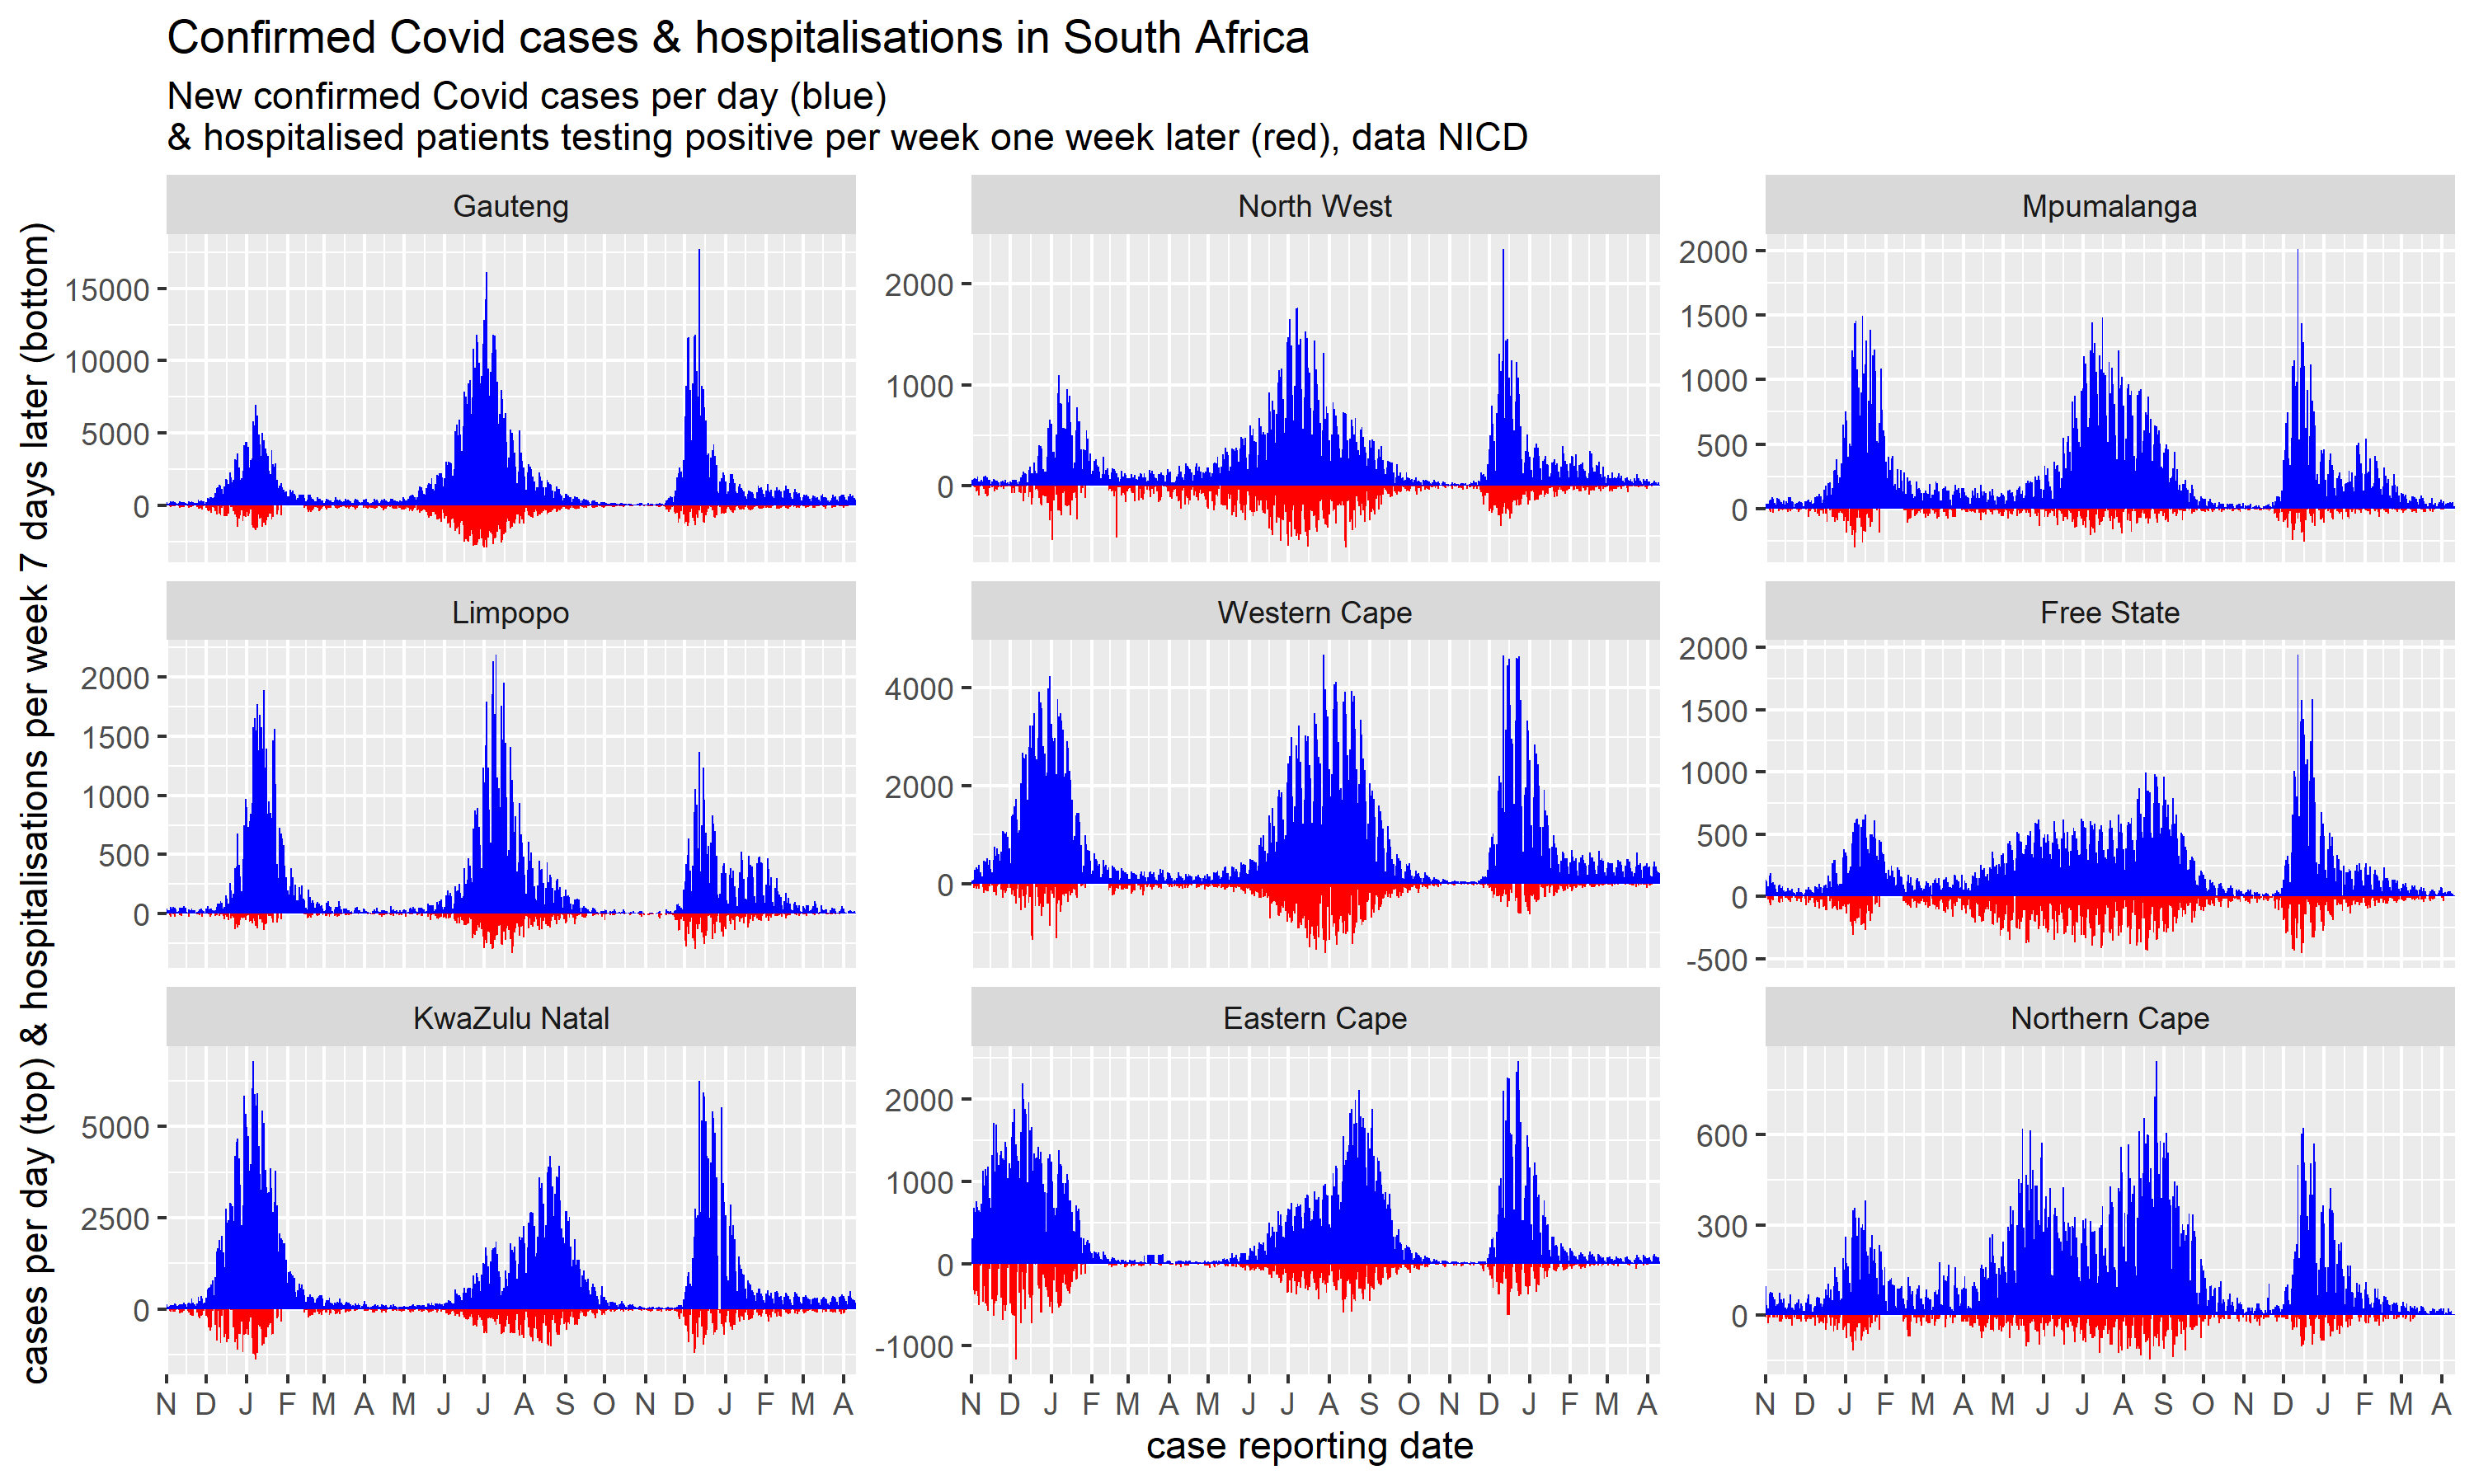 Confirmed Covid cases & hospitalisations in South Africa
New confirmed Covid cases per day (blue)
& hospitalised patients testing positive per week one week later (red), data NICD
cases per day (top) & hospitalisations per week 7 days later (bottom)
Gauteng
15000
10000
5000
0
North West
2000
1000
0
Mpumalanga
2000
1500
1000
500
0
Limpopo
2000
1500
1000
500
0
Western Cape
4000
2000
0
Free State
2000
1500
1000
500
0
-500
KwaZulu Natal
5000
2500
0
Eastern Cape
2000
1000
0
-1000
Northern Cape
600
300
0
N D J F M A M J J A S O N D J F M A
N D J F M A M J J A S O N D J F M A
N D J F M A M J J A S O N D J F M A
case reporting date